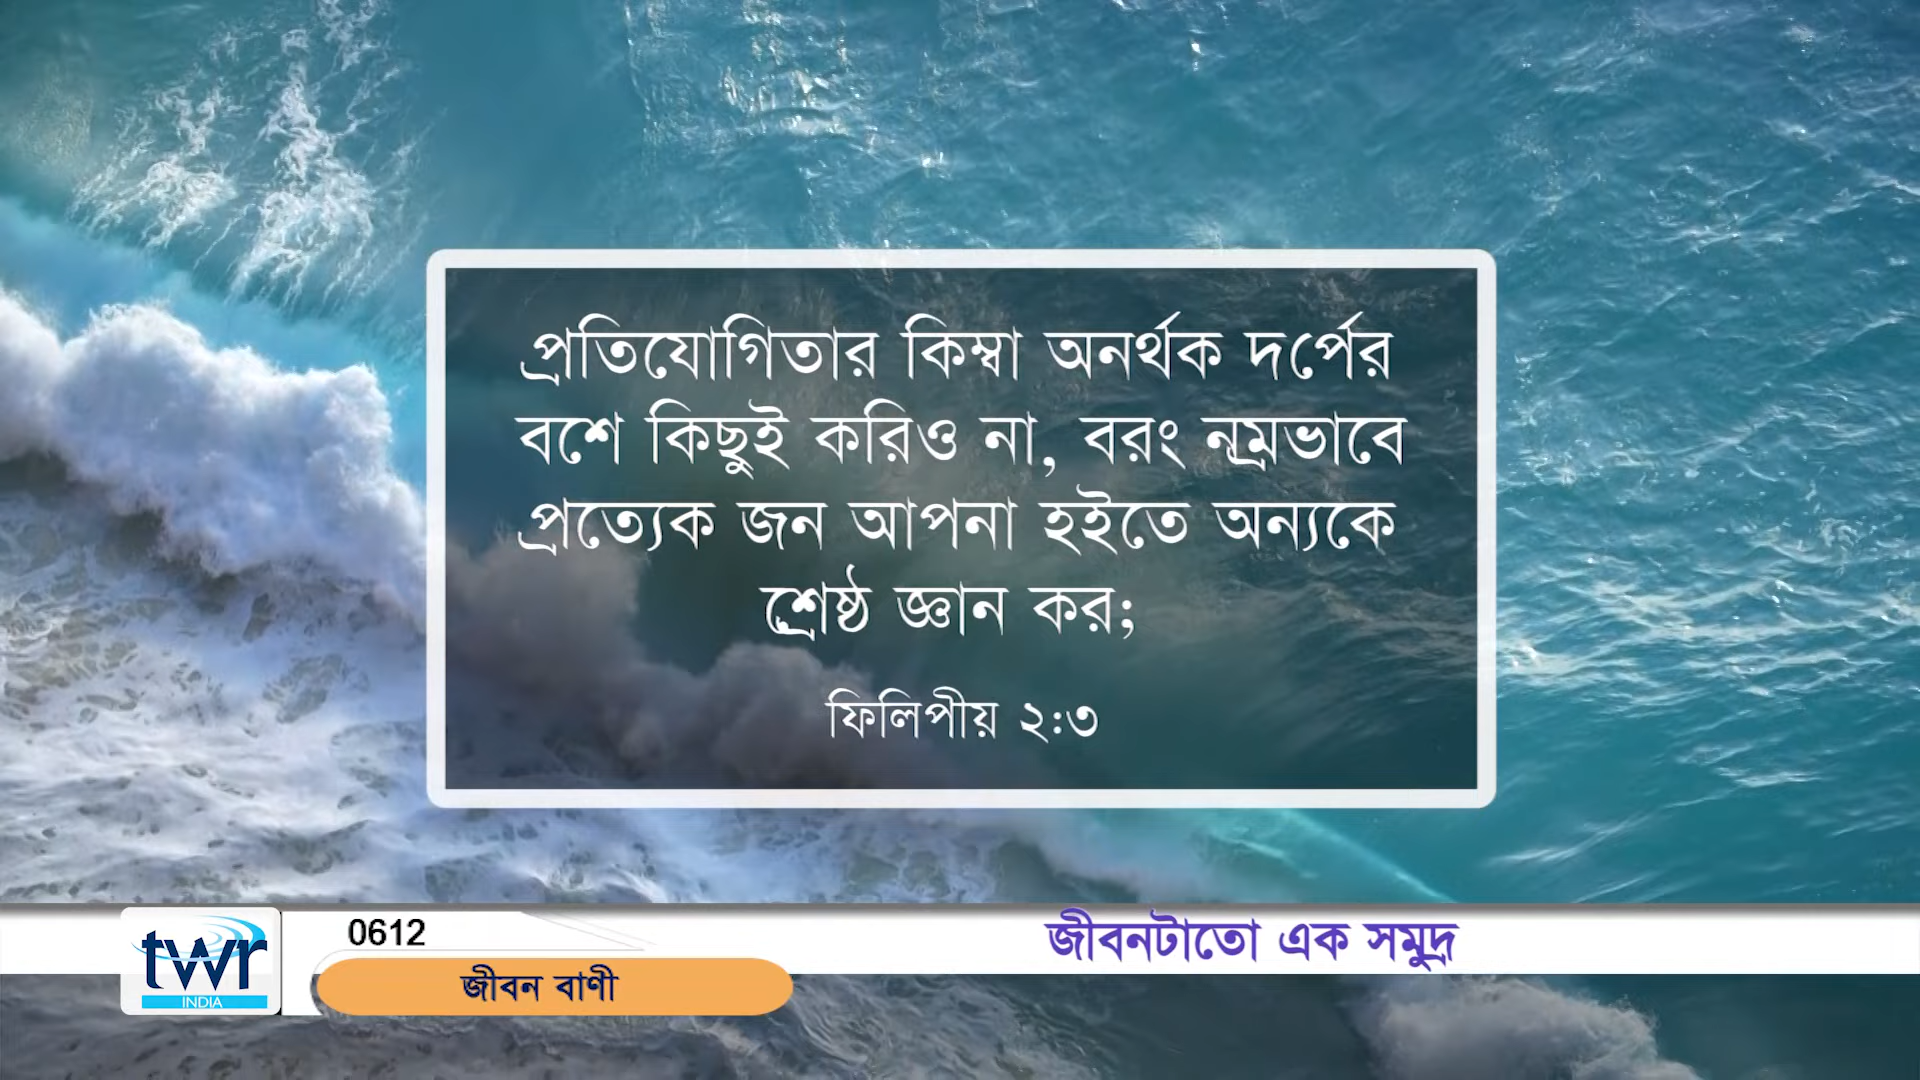 প্রতিযোগিতার কিম্বা অনর্থক দর্পের
বশে কিছুই করিও না, বরং নম্রভাবে
প্রত্যেক জন আপনা হইতে অন্যকে
শ্রেষ্ঠ জ্ঞান কর;
ফিলিপীয় ২:৩
twr
INDIA
0612
জীবন বাণী
জীবনটাতো এক সমুদ্র